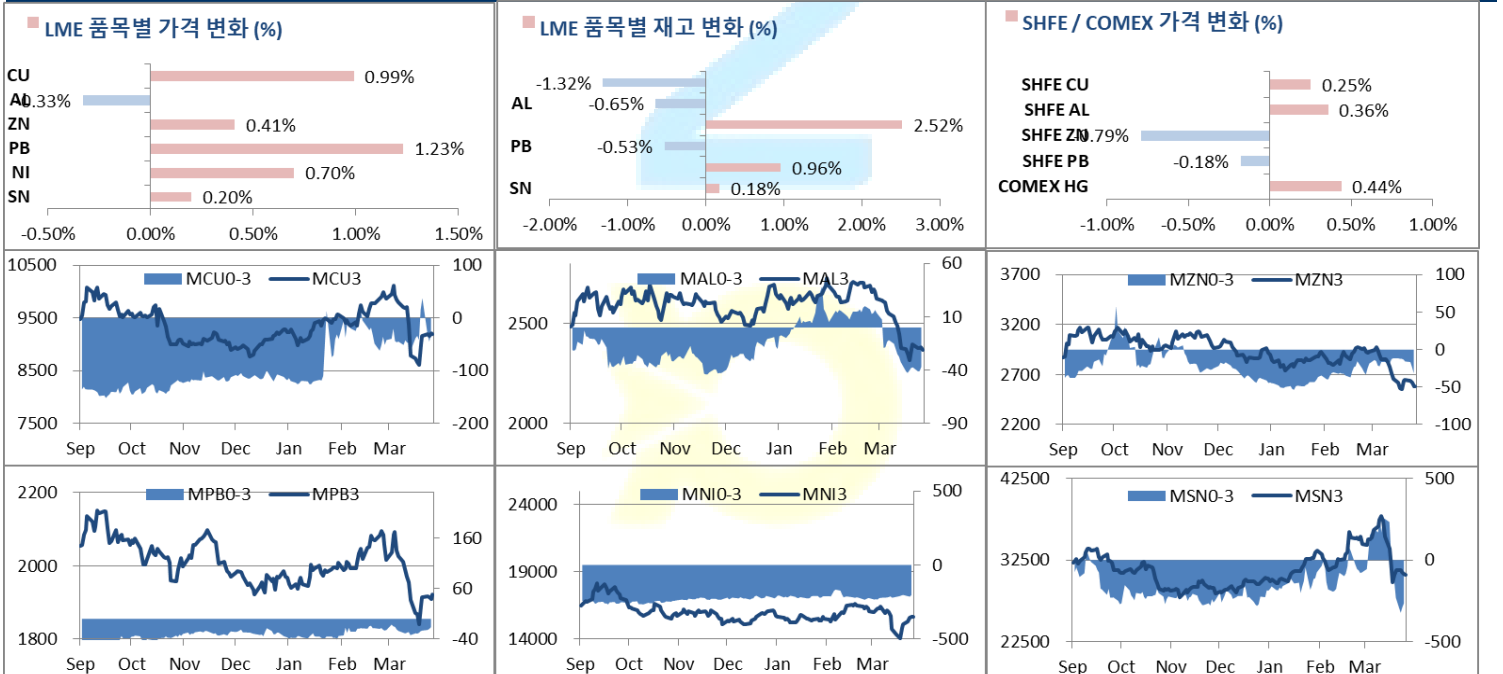 LME 품목별 가격 변화 (%)
CU
0.99%
AL
-0.33%
ZN
0.41%
PB
1.23%
NI
0.70%
SN
0.20%
-0.50% 0.00% 0.50% 1.00% 1.50%
LME 품목별 재고 변화 (%)
-1.32%
AL
-0.65%
2.52%
PB
-0.53%
0.96%
SN
0.18%
-2.00% -1.00% 0.00% 1.00% 2.00% 3.00%
SHFE / COMEX 가격 변화 (%)
SHFE CU
0.25%
SHFE AL
0.36%
SHFE ZN
-0.79%
SHFE PB
-0.18%
COMEX HG
0.44%
-1.00% -0.50% 0.00% 0.50% 1.00%
MCU0-3 MCU3
10500
9500
8500
7500
100
0
-100
-200
Sep Oct Nov Dec Jan Feb Mar
MAL0-3 MAL3
2500
2000
60
10
-40
-90
Sep Oct Nov Dec Jan Feb Mar
MZN0-3 MZN3
3700
3200
2700
2200
100
50
0
-50
-100
Sep Oct Nov Dec Jan Feb Mar
MPB0-3 MPB3
2200
2000
1800
160
60
-40
Sep Oct Nov Dec Jan Feb Mar
MNI0-3 MNI3
24000
19000
14000
500
0
-500
Sep Oct Nov Dec Jan Feb Mar
MSN0-3 MSN3
42500
32500
22500
500
0
-500
Sep Oct Nov Dec Jan Feb Mar